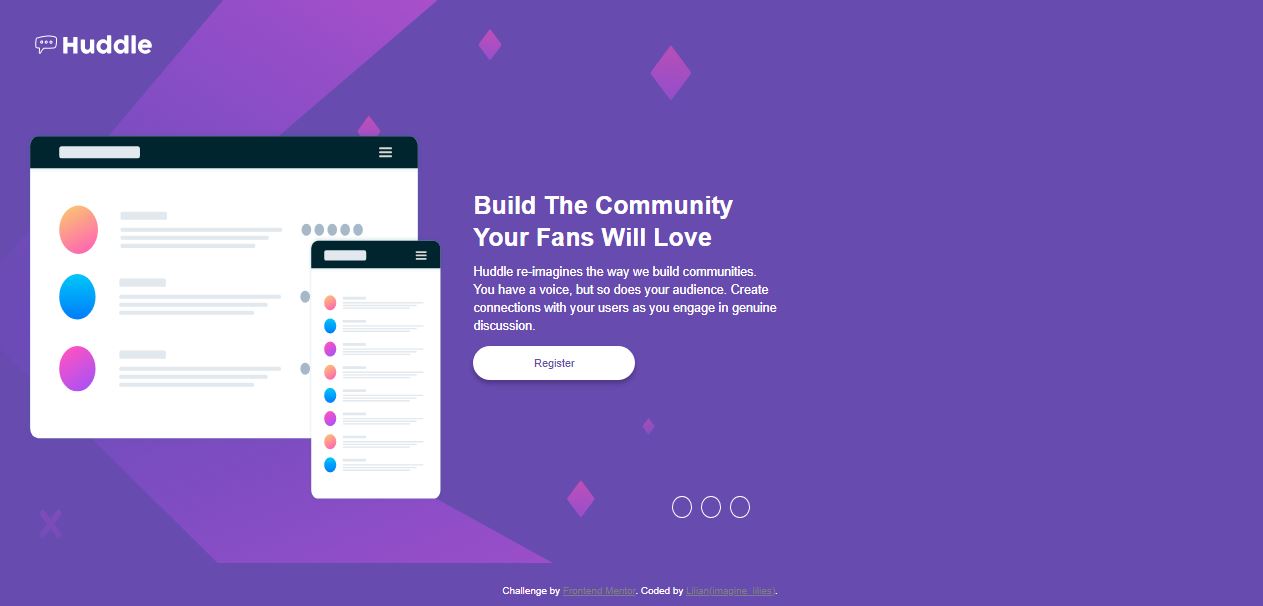 Huddle
Build The Community
Your Fans Will Love
Huddle re-imagines the way we build communities.
You have a voice, but so does your audience. Create
connections with your users as you engage in genuine
discussion.
Register
Challenge by Frontend Mentor. Coded by Lilian(imagine_lilies).